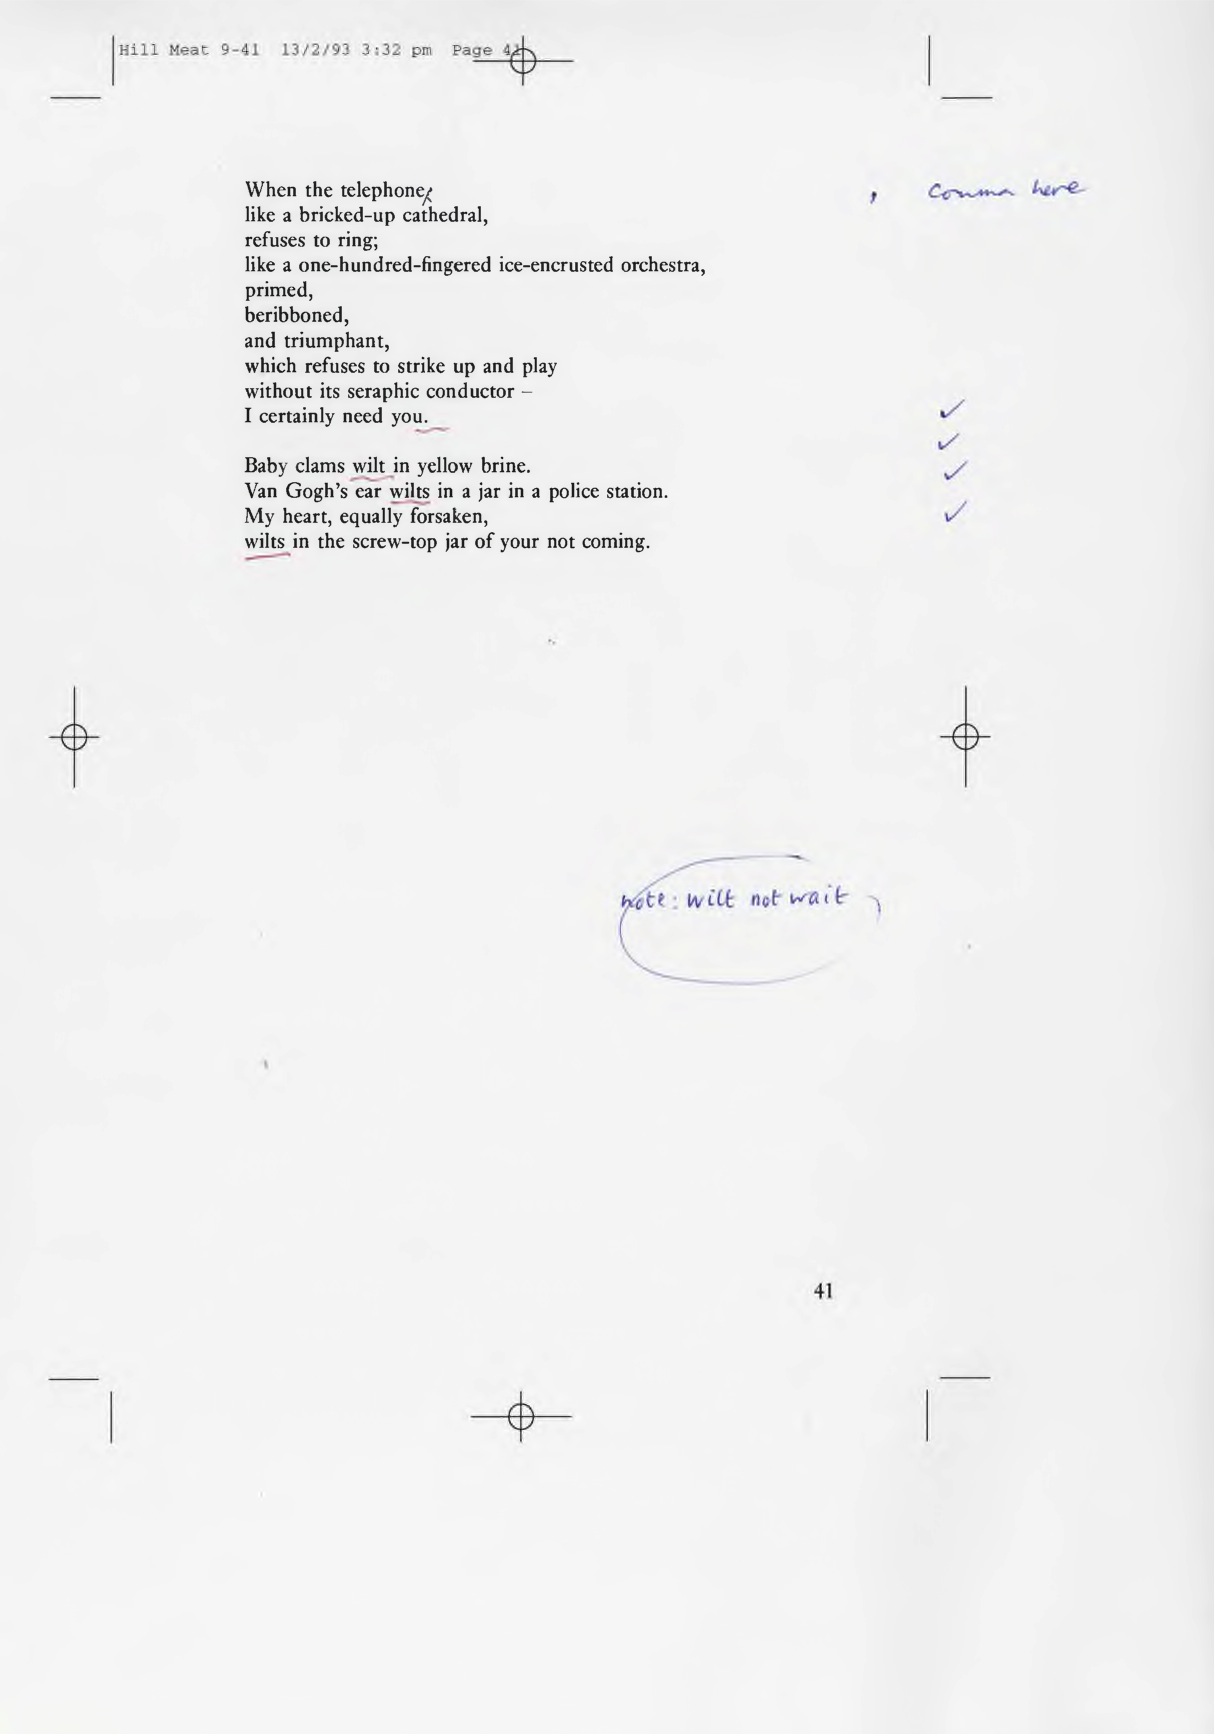 Hill Meat 9-41 13/2/93 3:32 pm Page 41
When the telephone
, Comma here
like a bricked-up cathedral,
refuses to ring;
like a one-hundred-fingered ice-encrusted orchestra,
primed,
beribboned,
and triumphant,
which refuses to strike up and play
without its seraphic conductor –
I certainly need you.
Baby clams wilt in yellow brine.
Van Gogh's ear wilts in a jar in a police station.
My heart, equally forsaken,
wilts in the screw-top jar of your not coming.
note: wilt not wait
41